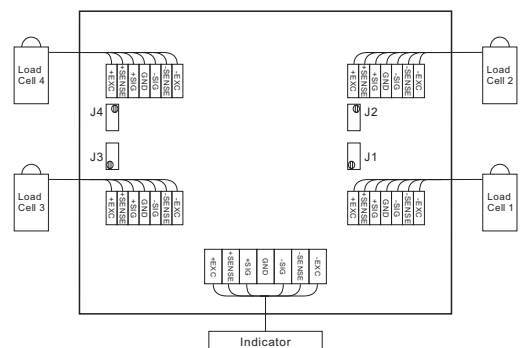 Load
Cell 4
+EXC
+SENSE
+SIG
GND
-SIG
-SENSE
-EXC
+EXC
+SENSE
+SIG
GND
-SIG
-SENSE
-EXC
Load
Cell 2
J4
J2
J3
J1
Load
Cell 3
+EXC
+SENSE
+SIG
GND
-SIG
-SENSE
-EXC
+EXC
+SENSE
+SIG
GND
-SIG
-SENSE
-EXC
Load
Cell 1
+EXC
+SENSE
+SIG
GND
-SIG
-SENSE
-EXC
Indicator